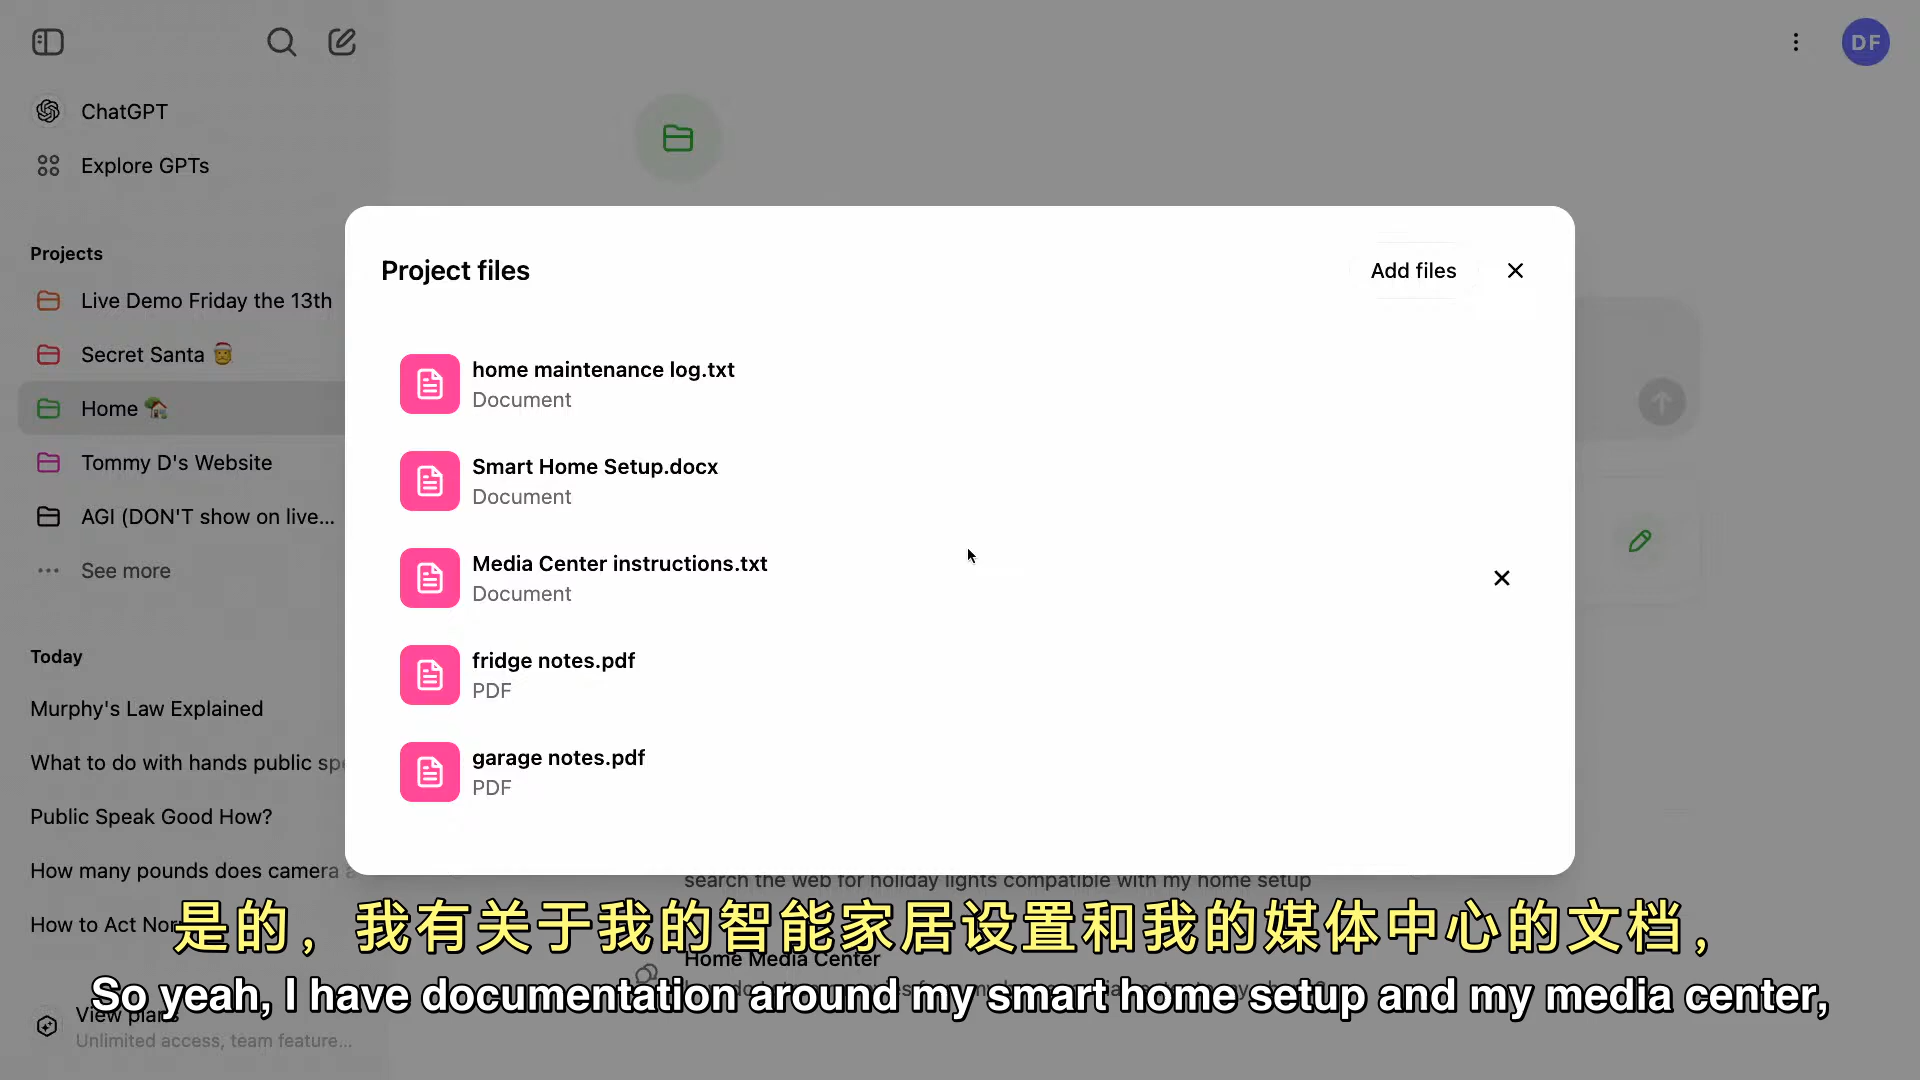 DF
ChatGPT
Explore GPTs
Projects
Live Demo Friday the 13th
Secret Santa 🎅
Home 🏡
Tommy D's Website
AGI (DON'T show on live...
See more
Today
Murphy's Law Explained
What to do with hands public spe
Public Speak Good How?
How many pounds does camera a
How to Act Nor
View plans
Unlimited access, team feature...
Project files
Add files
home maintenance log.txt
Document
Smart Home Setup.docx
Document
Media Center instructions.txt
Document
fridge notes.pdf
PDF
garage notes.pdf
PDF
search the web for holiday lights compatible with my home setup
Home Media Center
是的，我有关于我的智能家居设置和我的媒体中心的文档，
So yeah, I have documentation around my smart home setup and my media center,